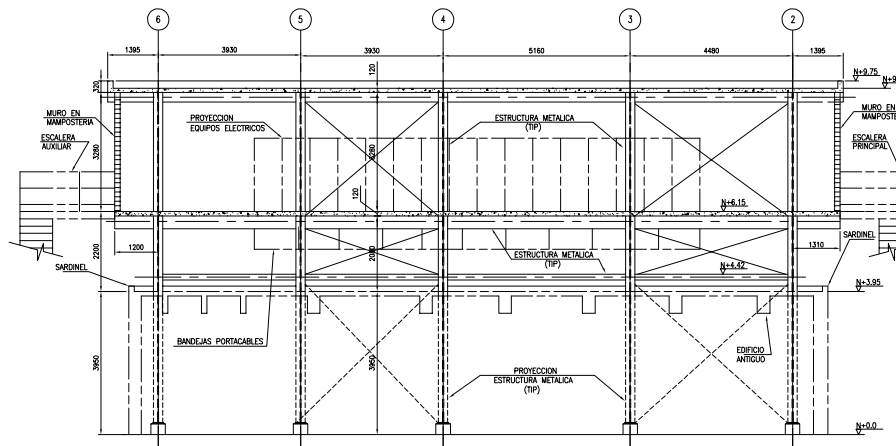 6
5
4
3
2
1395
3930
3930
5160
4480
1395
120
120
N+9.75
N+9
MURO EN
MAMPOSTERIA
ESCALERA
AUXILIAR
PROYECCION
EQUIPOS ELECTRICOS
ESTRUCTURA METALICA
(TIP)
MURO EN
MAMPOSTE
ESCALERA
PRINCIPAL
3280
3280
120
N+6.15
2200
1200
ESTRUCTURA METALICA
(TIP)
1310
SARDINEL
SARDINEL
N+4.42
N+3.95
BANDEJAS PORTACABLES
EDIFICIO
ANTIGUO
3950
3950
PROYECCION
ESTRUCTURA METALICA
(TIP)
N+0.0